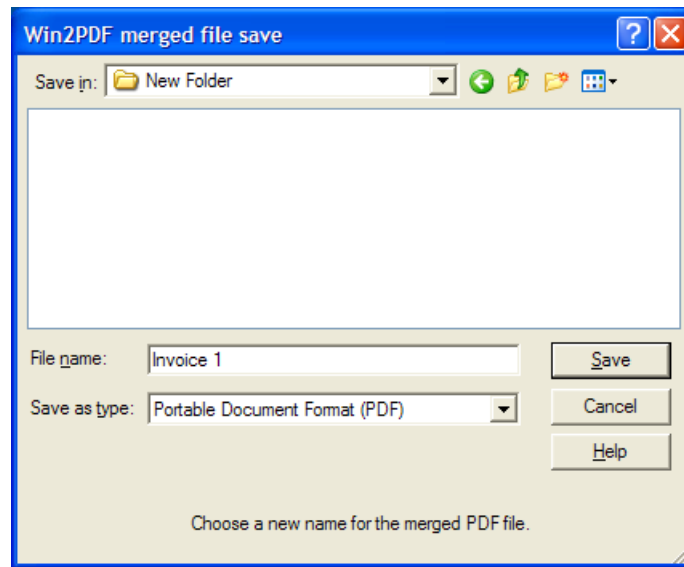 Win2PDF merged file save
Save in: New Folder
File name: Invoice 1 Save
Save as type: Portable Document Format (PDF) Cancel
Help
Choose a new name for the merged PDF file.